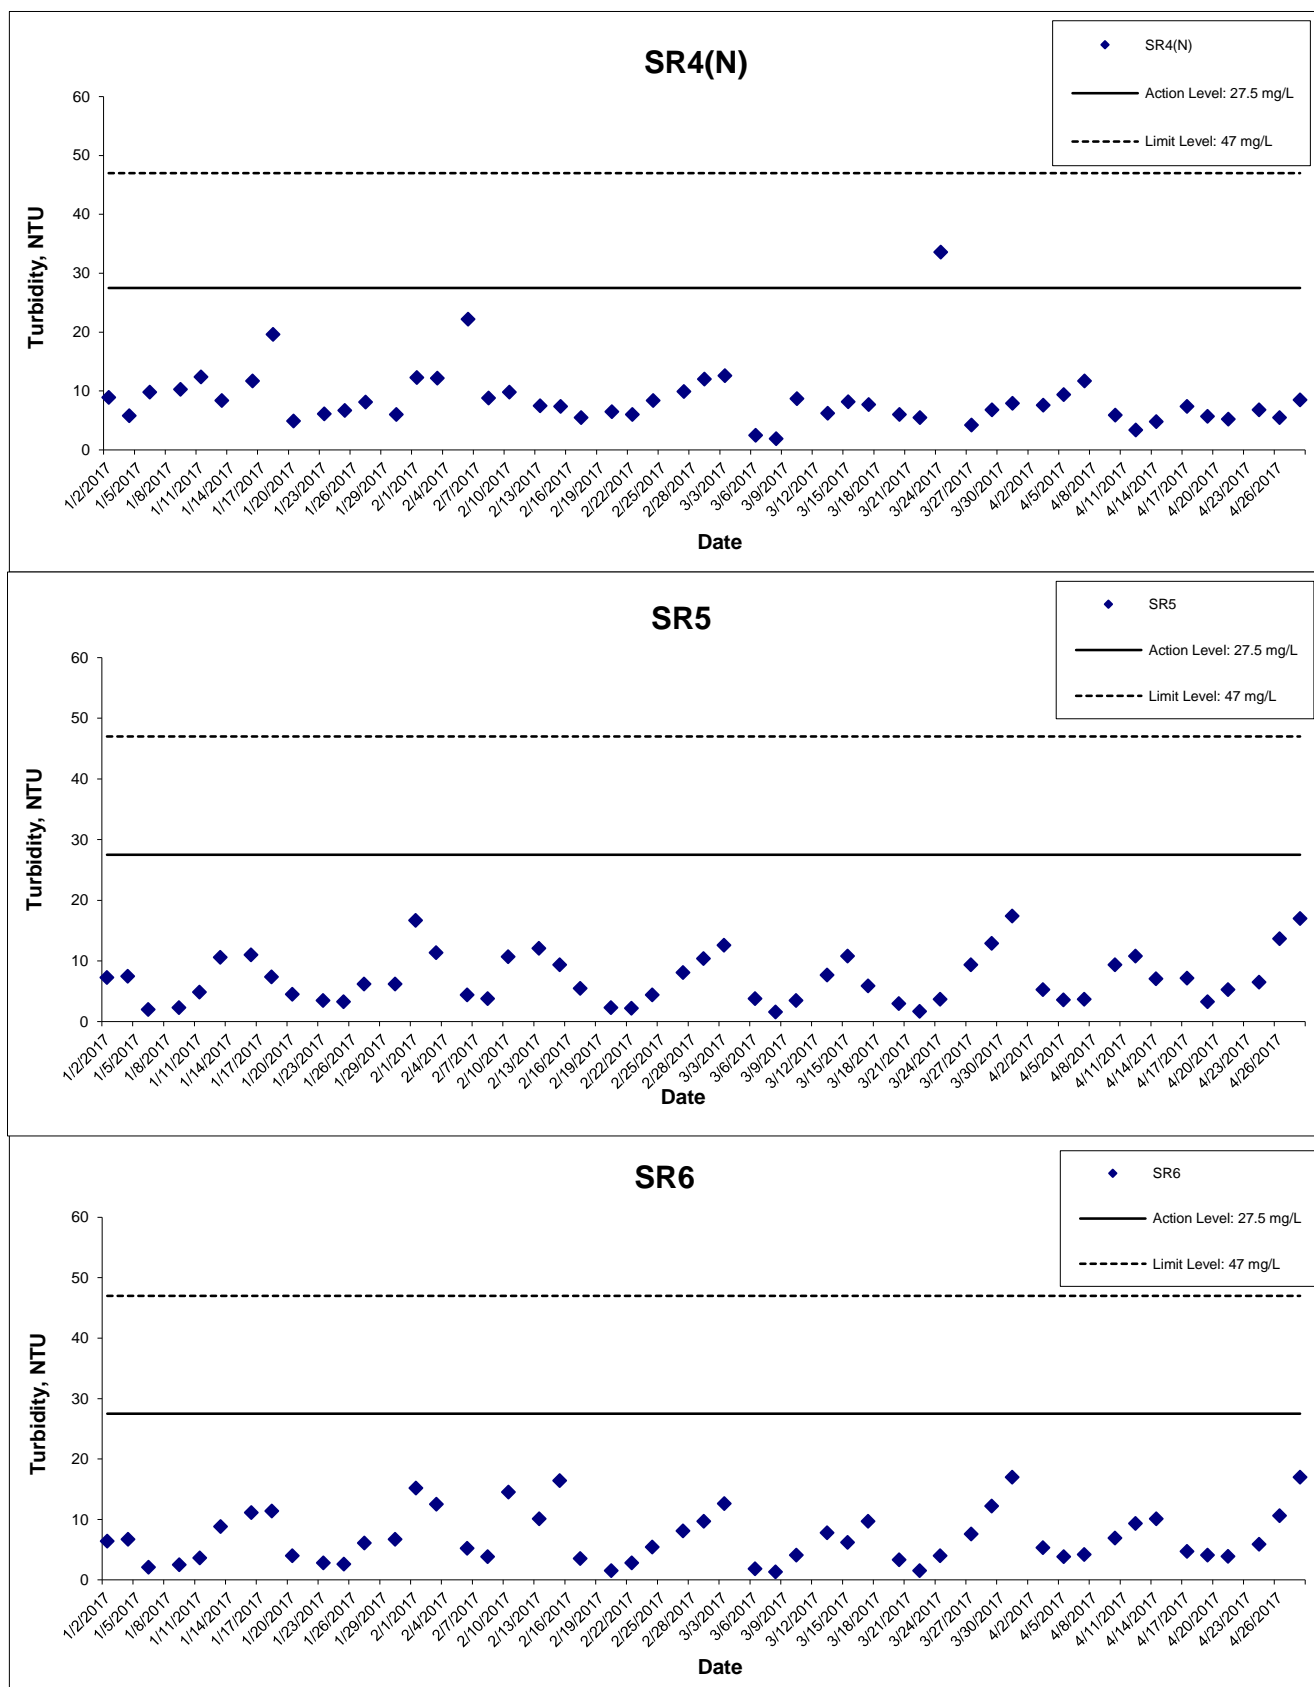 SR4(N)
SR4(N)
Action Level: 27.5 mg/L
Limit Level: 47 mg/L
60
50
40
30
20
10
0
Turbidity, NTU
1/2/2017 1/5/2017 1/8/2017 1/11/2017 1/14/2017 1/17/2017 1/20/2017 1/23/2017 1/26/2017 1/29/2017 2/1/2017 2/4/2017 2/7/2017 2/10/2017 2/13/2017 2/16/2017 2/19/2017 2/22/2017 2/25/2017 2/28/2017 3/3/2017 3/6/2017 3/9/2017 3/12/2017 3/15/2017 3/18/2017 3/21/2017 3/24/2017 3/27/2017 3/30/2017 4/2/2017 4/5/2017 4/8/2017 4/11/2017 4/14/2017 4/17/2017 4/20/2017 4/23/2017 4/26/2017
Date
SR5
SR5
Action Level: 27.5 mg/L
Limit Level: 47 mg/L
60
50
40
30
20
10
0
Turbidity, NTU
1/2/2017 1/5/2017 1/8/2017 1/11/2017 1/14/2017 1/17/2017 1/20/2017 1/23/2017 1/26/2017 1/29/2017 2/1/2017 2/4/2017 2/7/2017 2/10/2017 2/13/2017 2/16/2017 2/19/2017 2/22/2017 2/25/2017 2/28/2017 3/3/2017 3/6/2017 3/9/2017 3/12/2017 3/15/2017 3/18/2017 3/21/2017 3/24/2017 3/27/2017 3/30/2017 4/2/2017 4/5/2017 4/8/2017 4/11/2017 4/14/2017 4/17/2017 4/20/2017 4/23/2017 4/26/2017
Date
SR6
SR6
Action Level: 27.5 mg/L
Limit Level: 47 mg/L
60
50
40
30
20
10
0
Turbidity, NTU
1/2/2017 1/5/2017 1/8/2017 1/11/2017 1/14/2017 1/17/2017 1/20/2017 1/23/2017 1/26/2017 1/29/2017 2/1/2017 2/4/2017 2/7/2017 2/10/2017 2/13/2017 2/16/2017 2/19/2017 2/22/2017 2/25/2017 2/28/2017 3/3/2017 3/6/2017 3/9/2017 3/12/2017 3/15/2017 3/18/2017 3/21/2017 3/24/2017 3/27/2017 3/30/2017 4/2/2017 4/5/2017 4/8/2017 4/11/2017 4/14/2017 4/17/2017 4/20/2017 4/23/2017 4/26/2017
Date